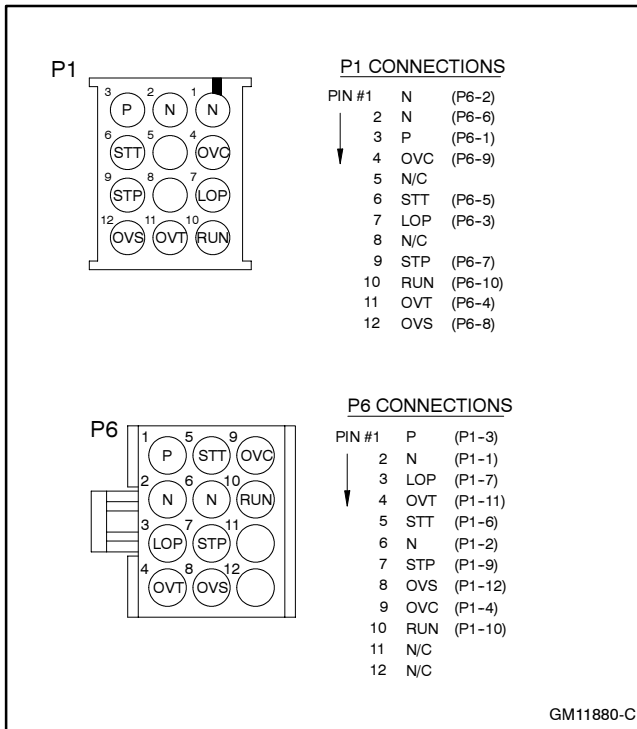 P1
3 2 1
P N N
6 5 4
STT OVC
9 8 7
STP LOP
12 11 10
OVS OVT RUN
P1 CONNECTIONS
PIN #1 N (P6-2)
2 N (P6-6)
3 P (P6-1)
4 OVC (P6-9)
5 N/C
6 STT (P6-5)
7 LOP (P6-3)
8 N/C
9 STP (P6-7)
10 RUN (P6-10)
11 OVT (P6-4)
12 OVS (P6-8)
P6
1 5 9
P STT OVC
2 6 10
N N RUN
3 7 11
LOP STP
4 8 12
OVT OVS
P6 CONNECTIONS
PIN #1 P (P1-3)
2 N (P1-1)
3 LOP (P1-7)
4 OVT (P1-11)
5 STT (P1-6)
6 N (P1-2)
7 STP (P1-9)
8 OVS (P1-12)
9 OVC (P1-4)
10 RUN (P1-10)
11 N/C
12 N/C
GM11880-C